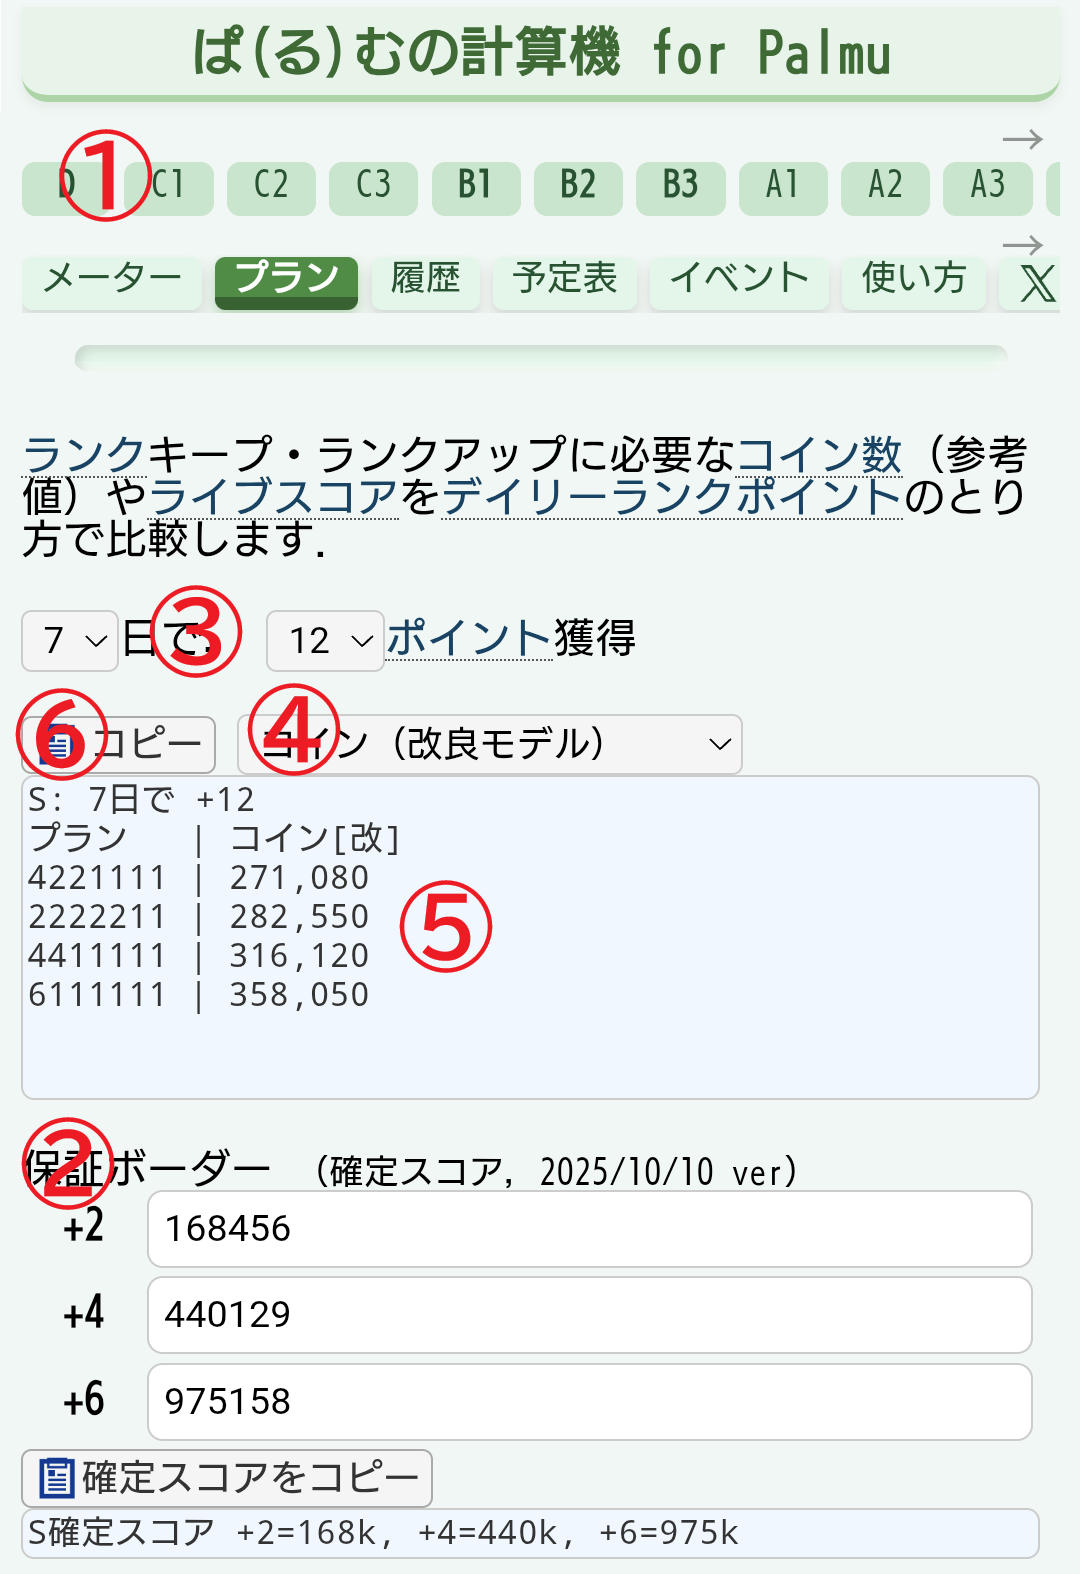 ぱ(る)むの計算機 for Palmu
→
① D C1 C2 C3 B1 B2 B3 A1 A2 A3
→
メーター プラン 履歴 予定表 イベント 使い方 X
ランクキープ・ランクアップに必要なコイン数（参考
値）やライブスコアをデイリーランクポイントのとり
方で比較します.
7 日で. ③ 12 ポイント獲得
⑥ コピー ④ コイン（改良モデル）
S: 7日で +12
プラン | コイン[改]
4221111 | 271,080
2222211 | 282,550
4411111 | 316,120
6111111 | 358,050
⑤
② 保証ボーダー （確定スコア, 2025/10/10 ver）
+2 168456
+4 440129
+6 975158
確定スコアをコピー
S確定スコア +2=168k, +4=440k, +6=975k